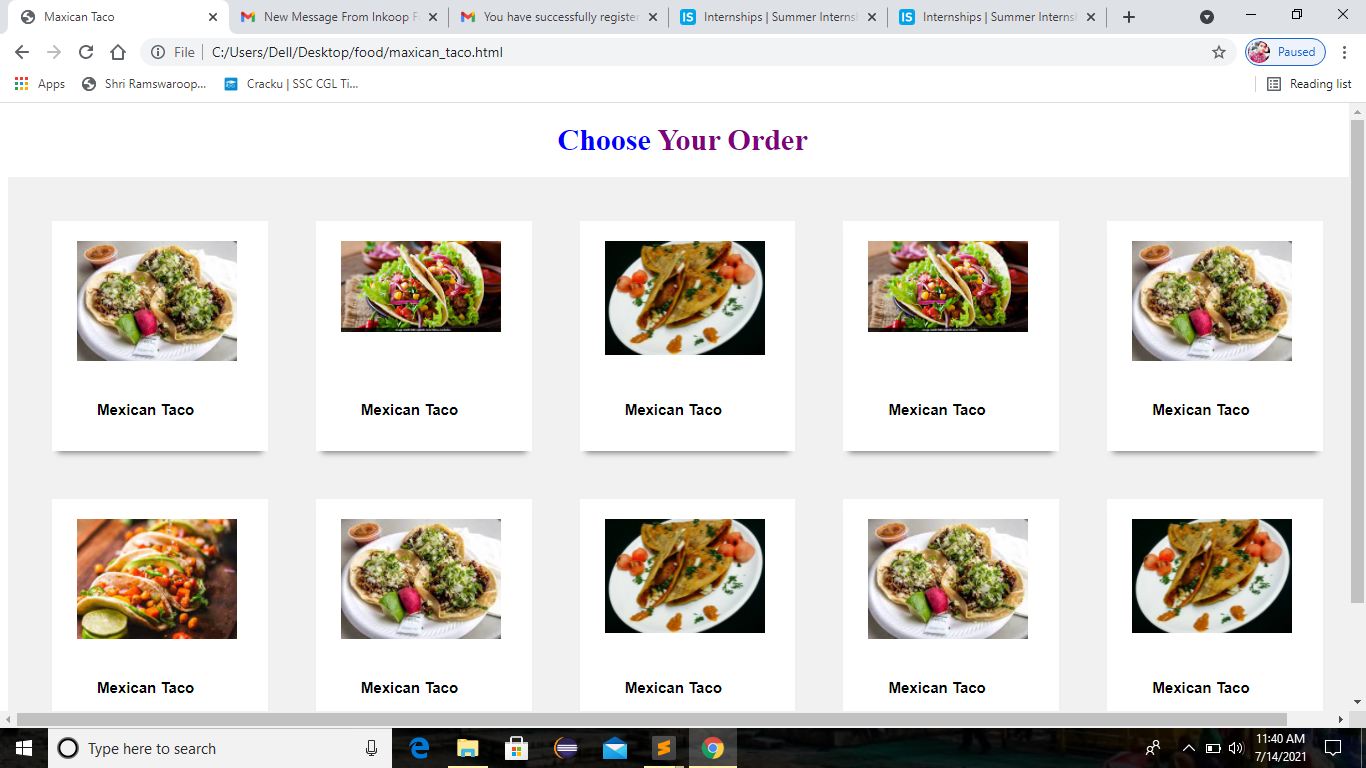 Maxican Taco
New Message From Inkoop F
You have successfully registe
Internships | Summer Interns
Internships | Summer Interns
File
C:/Users/Dell/Desktop/food/maxican_taco.html
Paused
Apps
Shri Ramswaroop...
Cracku | SSC CGL Ti...
Reading list
Choose Your Order
Mexican Taco
Mexican Taco
Mexican Taco
Mexican Taco
Mexican Taco
Mexican Taco
Mexican Taco
Mexican Taco
Mexican Taco
Mexican Taco
Type here to search
11:40 AM
7/14/2021